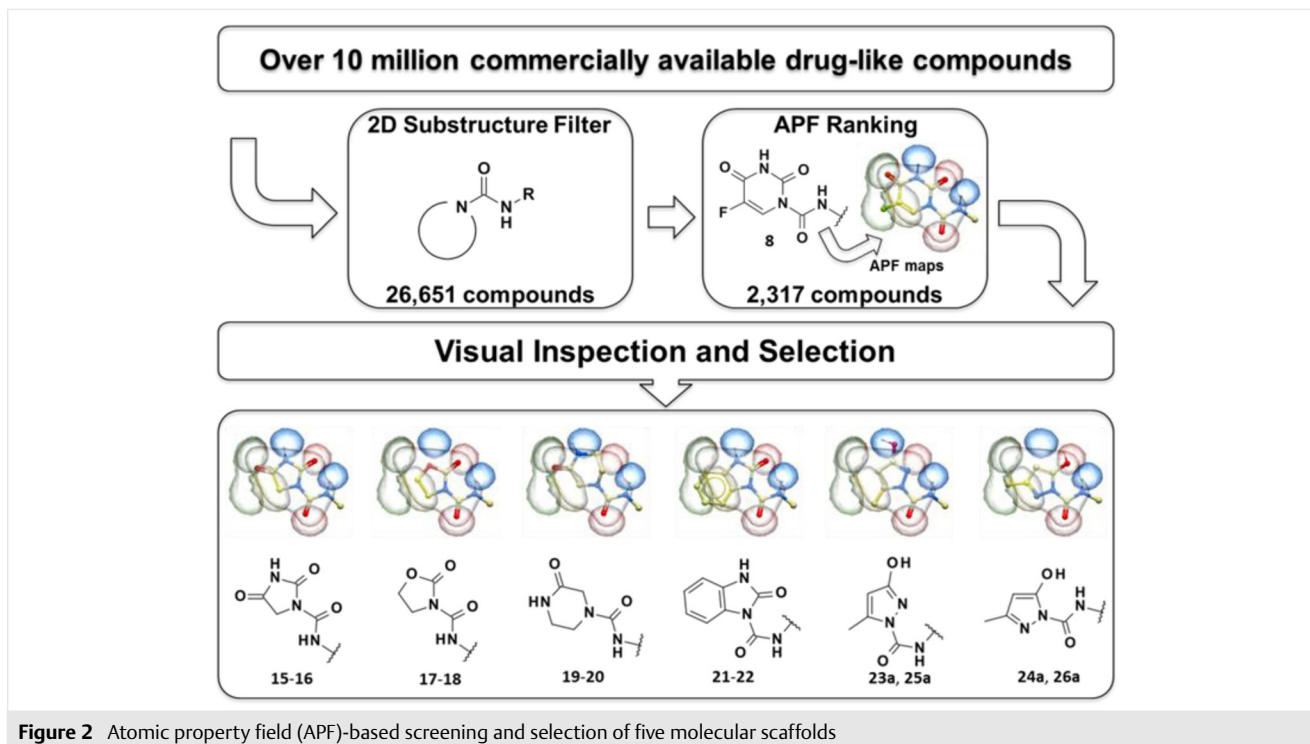 Over 10 million commercially available drug-like compounds
2D Substructure Filter
O
N
N
H
R
26,651 compounds
APF Ranking
H
N
O
O
F
N
H
N
O
8
APF maps
2,317 compounds
Visual Inspection and Selection
H
N
O
O
N
O
HN
15-16
O
O
N
O
HN
17-18
O
HN
N
O
N
H
19-20
H
N
O
N
O
N
H
21-22
OH
N
N
O
N
H
23a, 25a
OH
N
N
H
N
O
24a, 26a
Figure 2 Atomic property field (APF)-based screening and selection of five molecular scaffolds